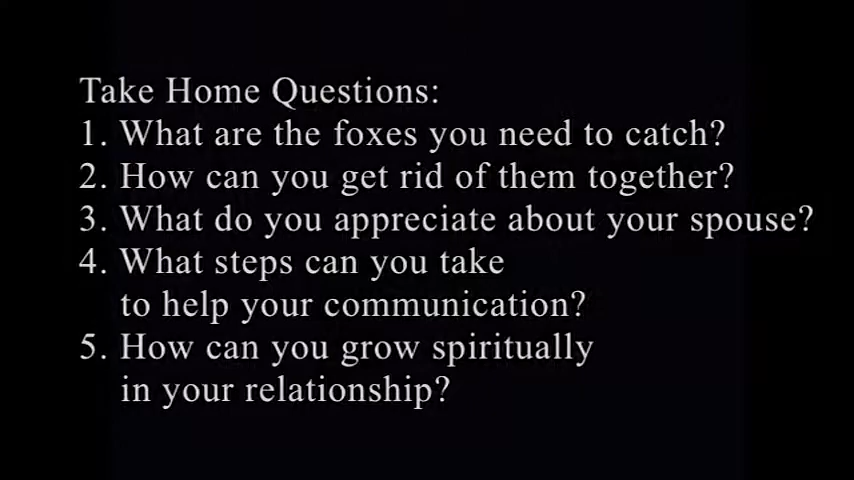 Take Home Questions:
1. What are the foxes you need to catch?
2. How can you get rid of them together?
3. What do you appreciate about your spouse?
4. What steps can you take
to help your communication?
5. How can you grow spiritually
in your relationship?